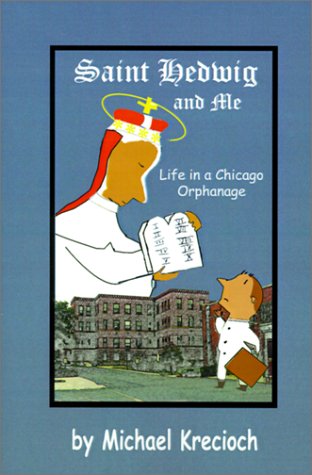 Saint Hedwig
and Me
Life in a Chicago
Orphanage
by Michael Krecioch